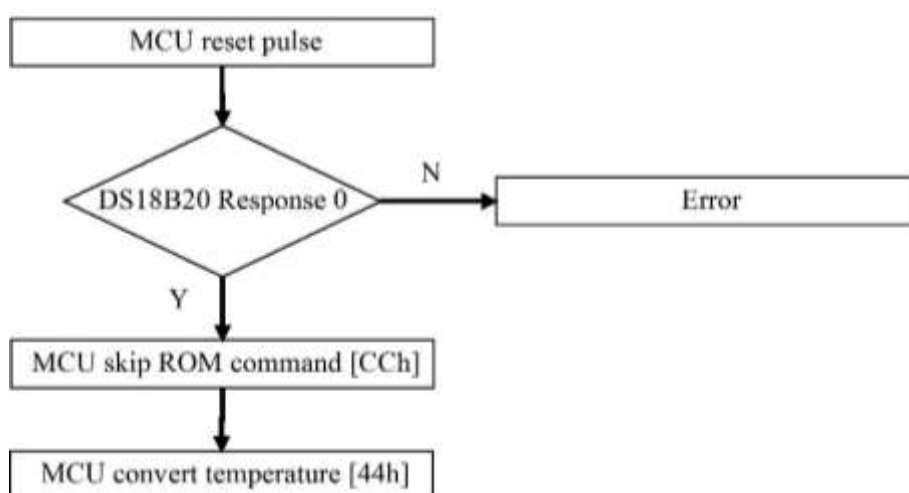 MCU reset pulse
DS18B20 Response 0
N
Error
Y
MCU skip ROM command [CCh]
MCU convert temperature [44h]